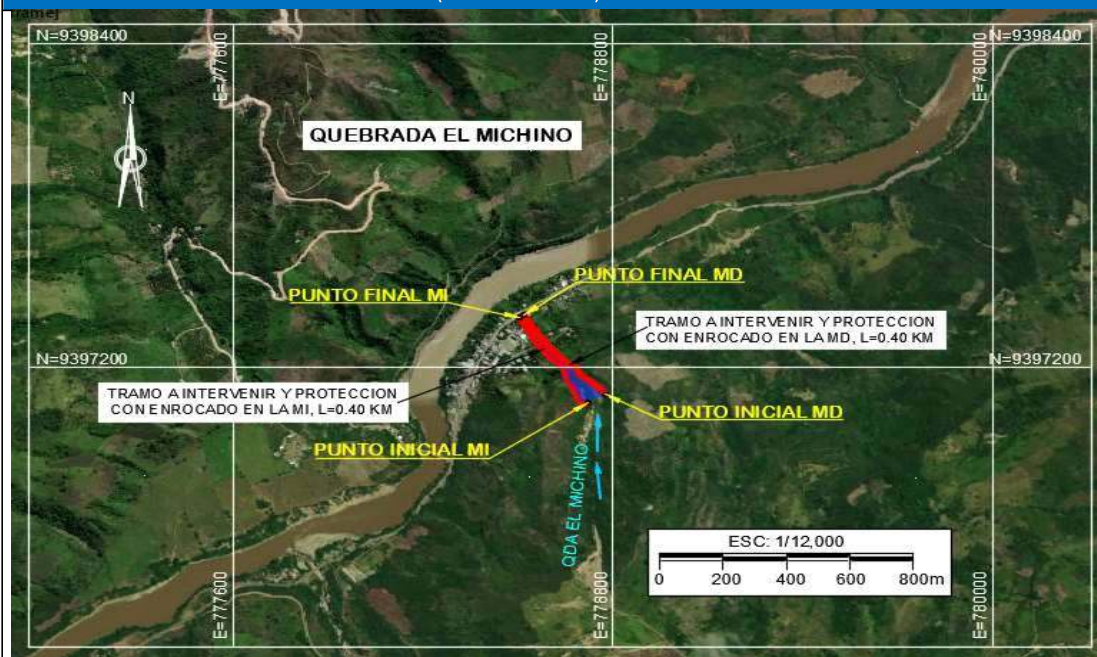 N=9398400
E=777600
E=778800
E=780000
N=9398400
N
QUEBRADA EL MICHINO
PUNTO FINAL MI
PUNTO FINAL MD
TRAMO A INTERVENIR Y PROTECCION
CON ENROCADO EN LA MD, L=0.40 KM
N=9397200
N=9397200
TRAMO A INTERVENIR Y PROTECCION
CON ENROCADO EN LA MI, L=0.40 KM
PUNTO INICIAL MD
PUNTO INICIAL MI
QDA EL MICHINO
ESC: 1/12,000
0 200 400 600 800m
E=777600
E=778800
E=780000